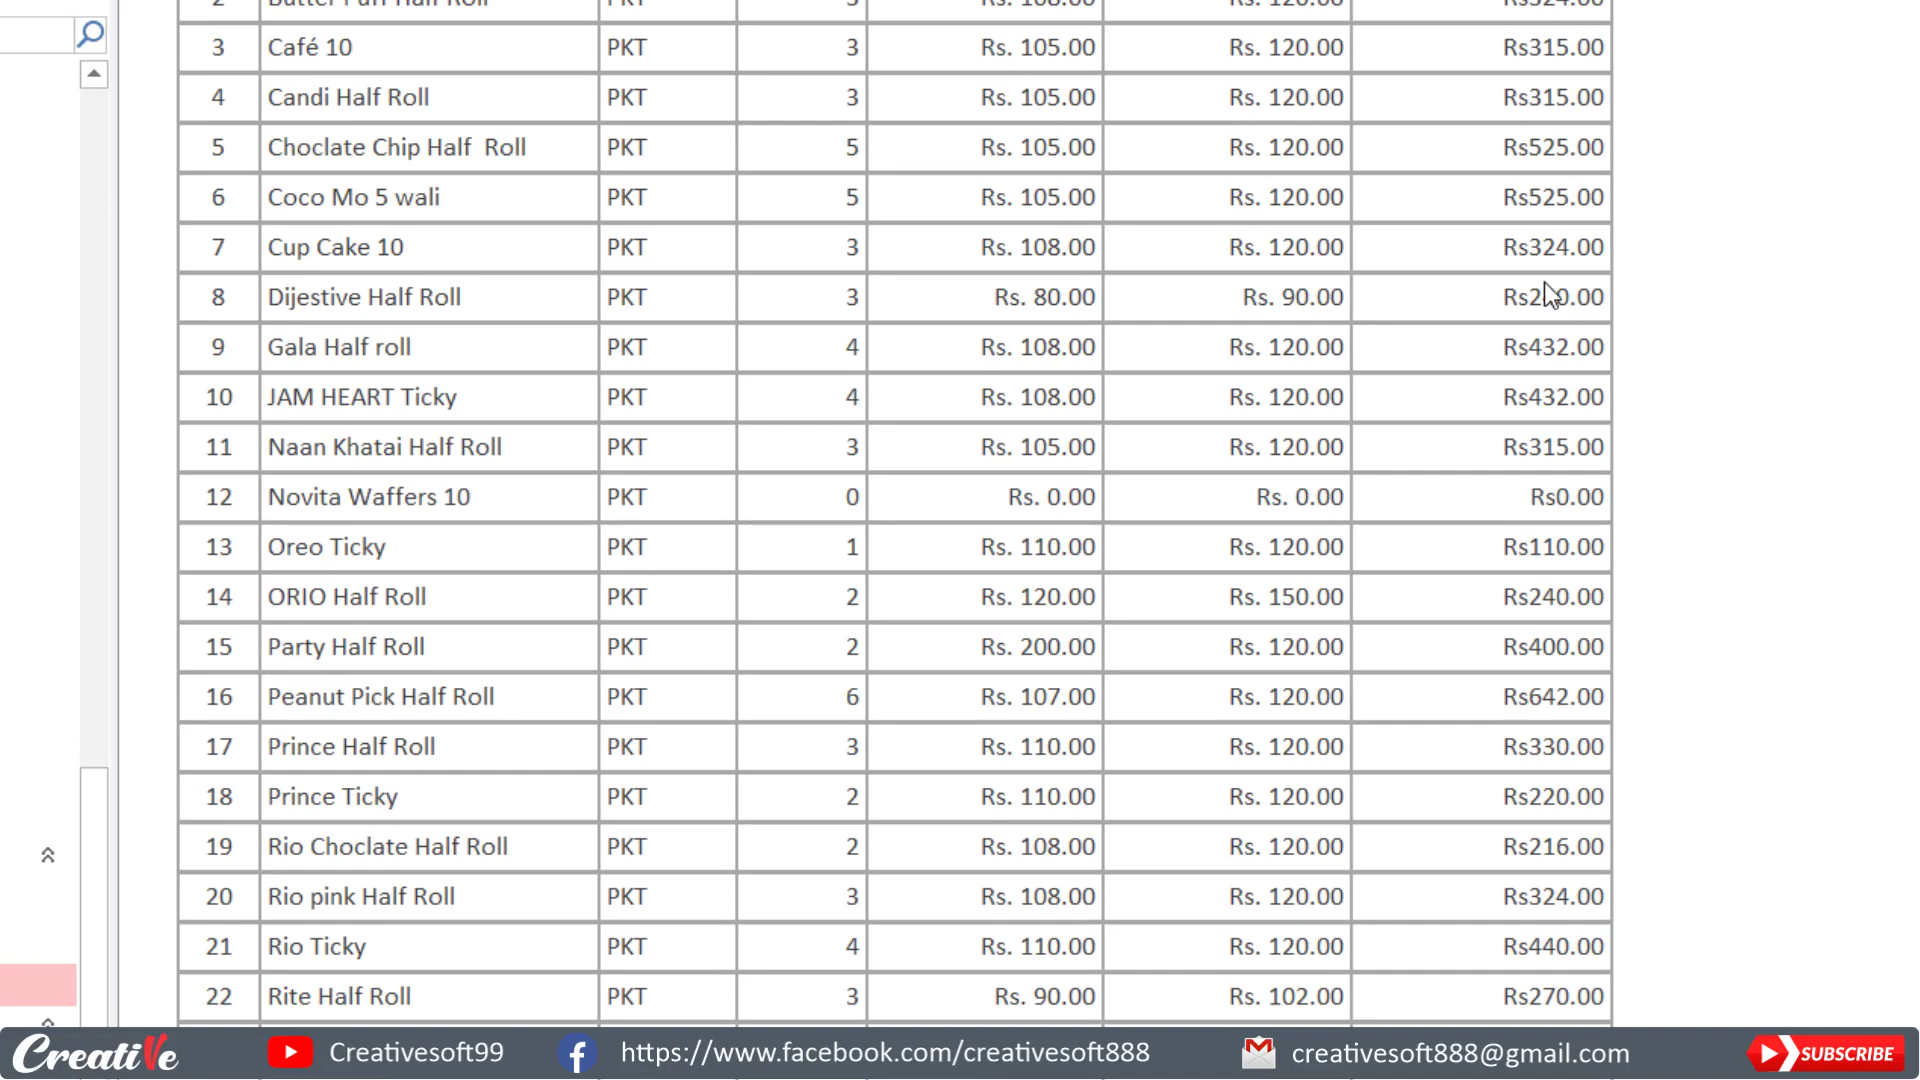 3 Café 10 PKT 3 Rs. 105.00 Rs. 120.00 Rs315.00
4 Candi Half Roll PKT 3 Rs. 105.00 Rs. 120.00 Rs315.00
5 Choclate Chip Half  Roll PKT 5 Rs. 105.00 Rs. 120.00 Rs525.00
6 Coco Mo 5 wali PKT 5 Rs. 105.00 Rs. 120.00 Rs525.00
7 Cup Cake 10 PKT 3 Rs. 108.00 Rs. 120.00 Rs324.00
8 Dijestive Half Roll PKT 3 Rs. 80.00 Rs. 90.00
9 Gala Half roll PKT 4 Rs. 108.00 Rs. 120.00 Rs432.00
10 JAM HEART Ticky PKT 4 Rs. 108.00 Rs. 120.00 Rs432.00
11 Naan Khatai Half Roll PKT 3 Rs. 105.00 Rs. 120.00 Rs315.00
12 Novita Waffers 10 PKT 0 Rs. 0.00 Rs. 0.00 Rs0.00
13 Oreo Ticky PKT 1 Rs. 110.00 Rs. 120.00 Rs110.00
14 ORIO Half Roll PKT 2 Rs. 120.00 Rs. 150.00 Rs240.00
15 Party Half Roll PKT 2 Rs. 200.00 Rs. 120.00 Rs400.00
16 Peanut Pick Half Roll PKT 6 Rs. 107.00 Rs. 120.00 Rs642.00
17 Prince Half Roll PKT 3 Rs. 110.00 Rs. 120.00 Rs330.00
18 Prince Ticky PKT 2 Rs. 110.00 Rs. 120.00 Rs220.00
19 Rio Choclate Half Roll PKT 2 Rs. 108.00 Rs. 120.00 Rs216.00
20 Rio pink Half Roll PKT 3 Rs. 108.00 Rs. 120.00 Rs324.00
21 Rio Ticky PKT 4 Rs. 110.00 Rs. 120.00 Rs440.00
22 Rite Half Roll PKT 3 Rs. 90.00 Rs. 102.00 Rs270.00
CreatiVe Creativesoft99 https://www.facebook.com/creativesoft888 creativesoft888@gmail.com SUBSCRIBE